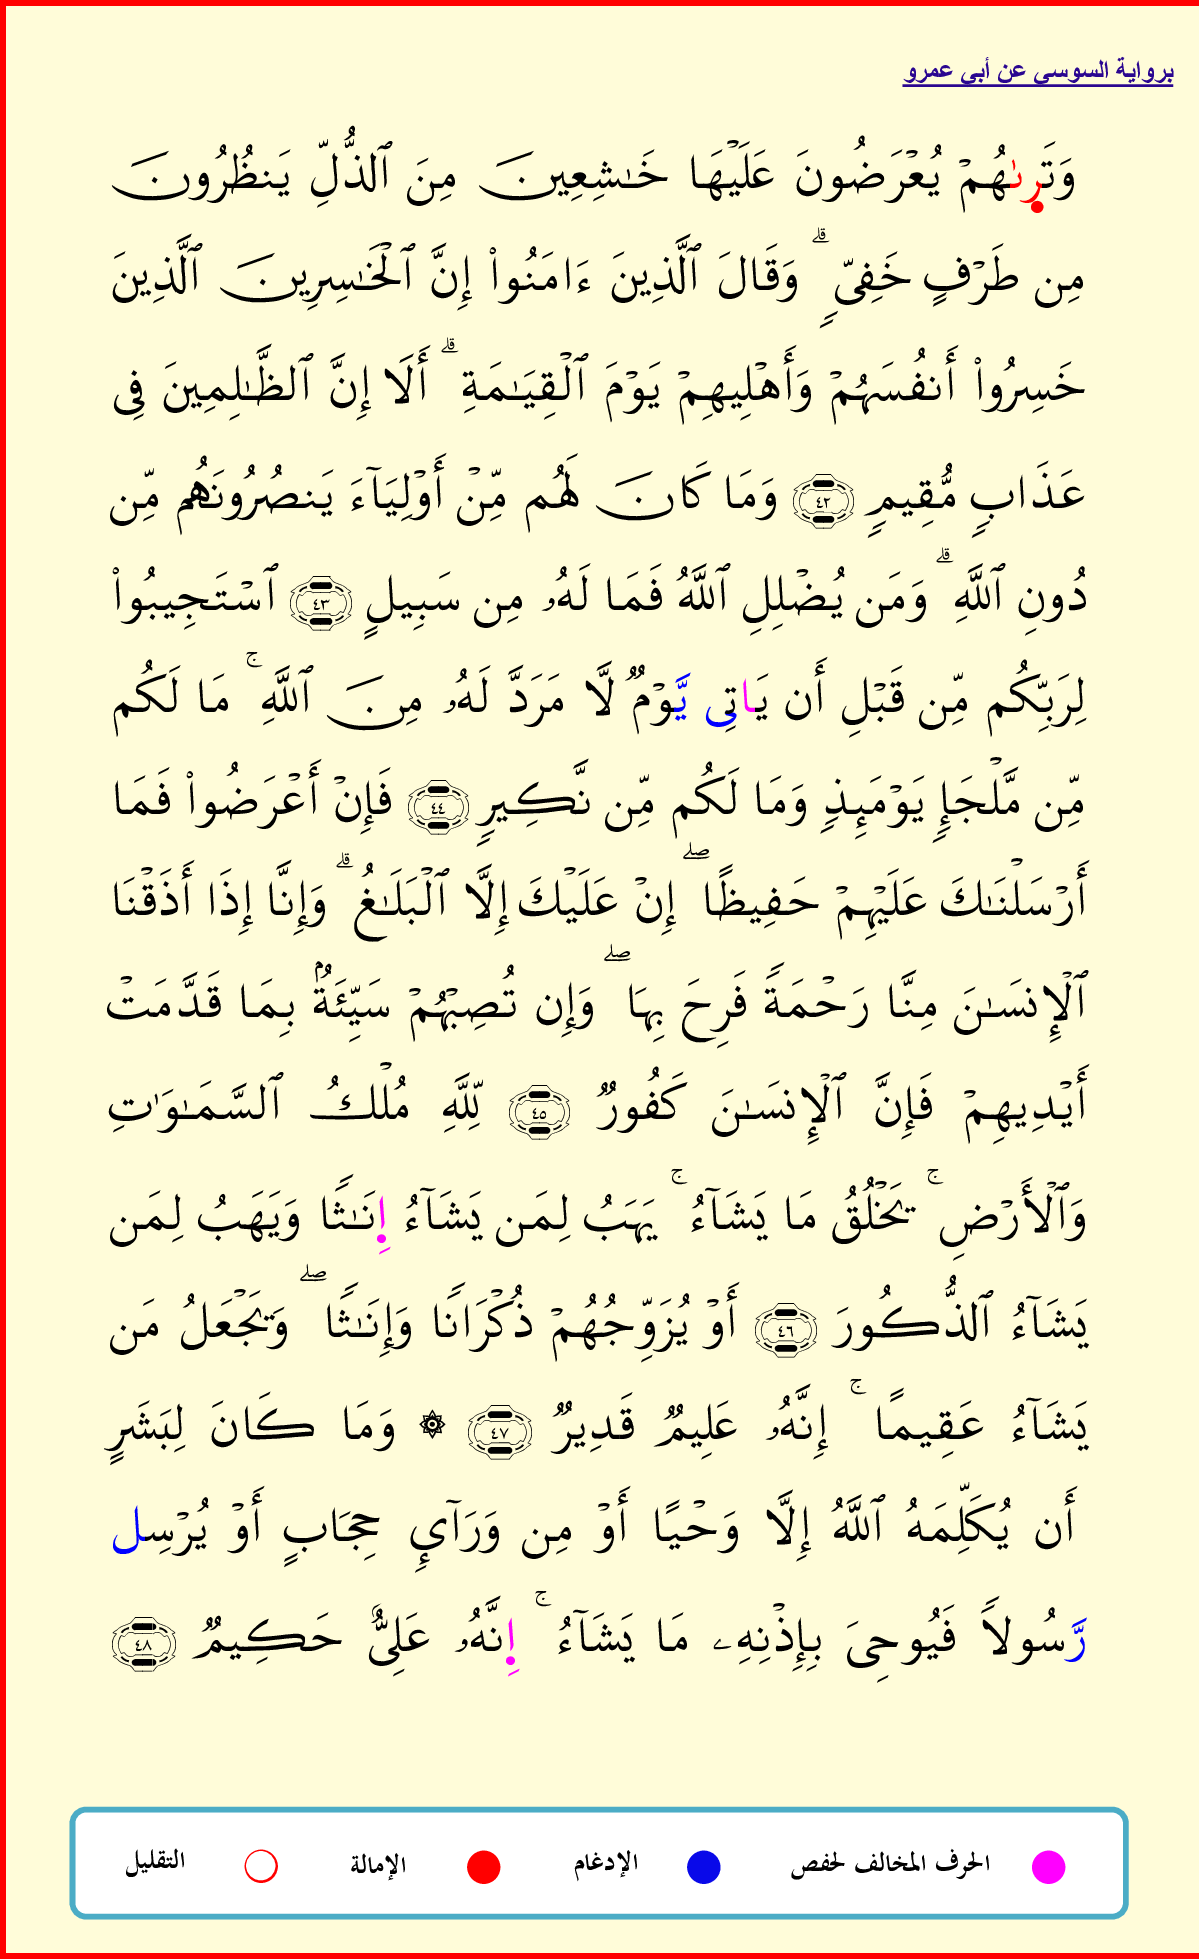 برواية السوسي عن أبي عمرو
وَتَرِىٰهُمۡ يُعۡرَضُونَ عَلَيۡهَا خَٰشِعِينَ مِنَ ٱلذُّلِّ يَنظُرُونَ
مِن طَرۡفٍ خَفِيّٖۗ وَقَالَ ٱلَّذِينَ ءَامَنُواْ إِنَّ ٱلۡخَٰسِرِينَ ٱلَّذِينَ
خَسِرُواْ أَنفُسَهُمۡ وَأَهۡلِيهِمۡ يَوۡمَ ٱلۡقِيَٰمَةِۗ أَلَا إِنَّ ٱلظَّٰلِمِينَ فِي
عَذَابٖ مُّقِيمٖ ٤٢ وَمَا كَانَ لَهُم مِّنۡ أَوۡلِيَآءَ يَنصُرُونَهُم مِّن
دُونِ ٱللَّهِۗ وَمَن يُضۡلِلِ ٱللَّهُ فَمَا لَهُۥ مِن سَبِيلٍ ٤٣ ٱسۡتَجِيبُواْ
لِرَبِّكُم مِّن قَبۡلِ أَن يَاتِي يَّوۡمٞ لَّا مَرَدَّ لَهُۥ مِنَ ٱللَّهِۚ مَا لَكُم
مِّن مَّلۡجَإٖ يَوۡمَئِذٖ وَمَا لَكُم مِّن نَّكِيرٖ ٤٤ فَإِنۡ أَعۡرَضُواْ فَمَا
أَرۡسَلۡنَٰكَ عَلَيۡهِمۡ حَفِيظًاۖ إِنۡ عَلَيۡكَ إِلَّا ٱلۡبَلَٰغُۗ وَإِنَّا إِذَا أَذَقۡنَا
ٱلۡإِنسَٰنَ مِنَّا رَحۡمَةٗ فَرِحَ بِهَاۖ وَإِن تُصِبۡهُمۡ سَيِّئَةُۢ بِمَا قَدَّمَتۡ
أَيۡدِيهِمۡ فَإِنَّ ٱلۡإِنسَٰنَ كَفُورٞ ٤٥ لِّلَّهِ مُلۡكُ ٱلسَّمَٰوَٰتِ
وَٱلۡأَرۡضِۚ يَخۡلُقُ مَا يَشَآءُۚ يَهَبُ لِمَن يَشَآءُ إِنَٰثٗا وَيَهَبُ لِمَن
يَشَآءُ ٱلذُّكُورَ ٤٦ أَوۡ يُزَوِّجُهُمۡ ذُكۡرَانٗا وَإِنَٰثٗاۖ وَيَجۡعَلُ مَن
يَشَآءُ عَقِيمًاۚ إِنَّهُۥ عَلِيمٞ قَدِيرٞ ٤٧ ۞ وَمَا كَانَ لِبَشَرٍ
أَن يُكَلِّمَهُ ٱللَّهُ إِلَّا وَحۡيًا أَوۡ مِن وَرَآيِٕ حِجَابٍ أَوۡ يُرۡسِل
رَّسُولٗا فَيُوحِيَ بِإِذۡنِهِۦ مَا يَشَآءُۚ إِنَّهُۥ عَلِيٌّ حَكِيمٞ ٤٨
الحرف المخالف لحفص الإدغام الإمالة التقليل